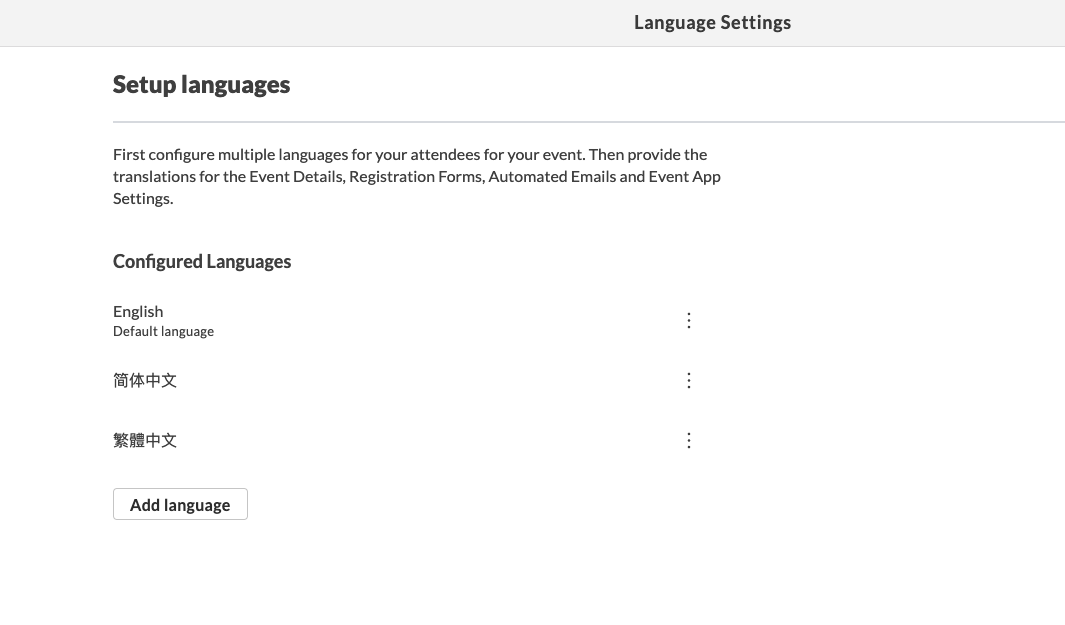 Language Settings
Setup languages
First configure multiple languages for your attendees for your event. Then provide the
translations for the Event Details, Registration Forms, Automated Emails and Event App
Settings.
Configured Languages
English
Default language
简体中文
繁體中文
Add language